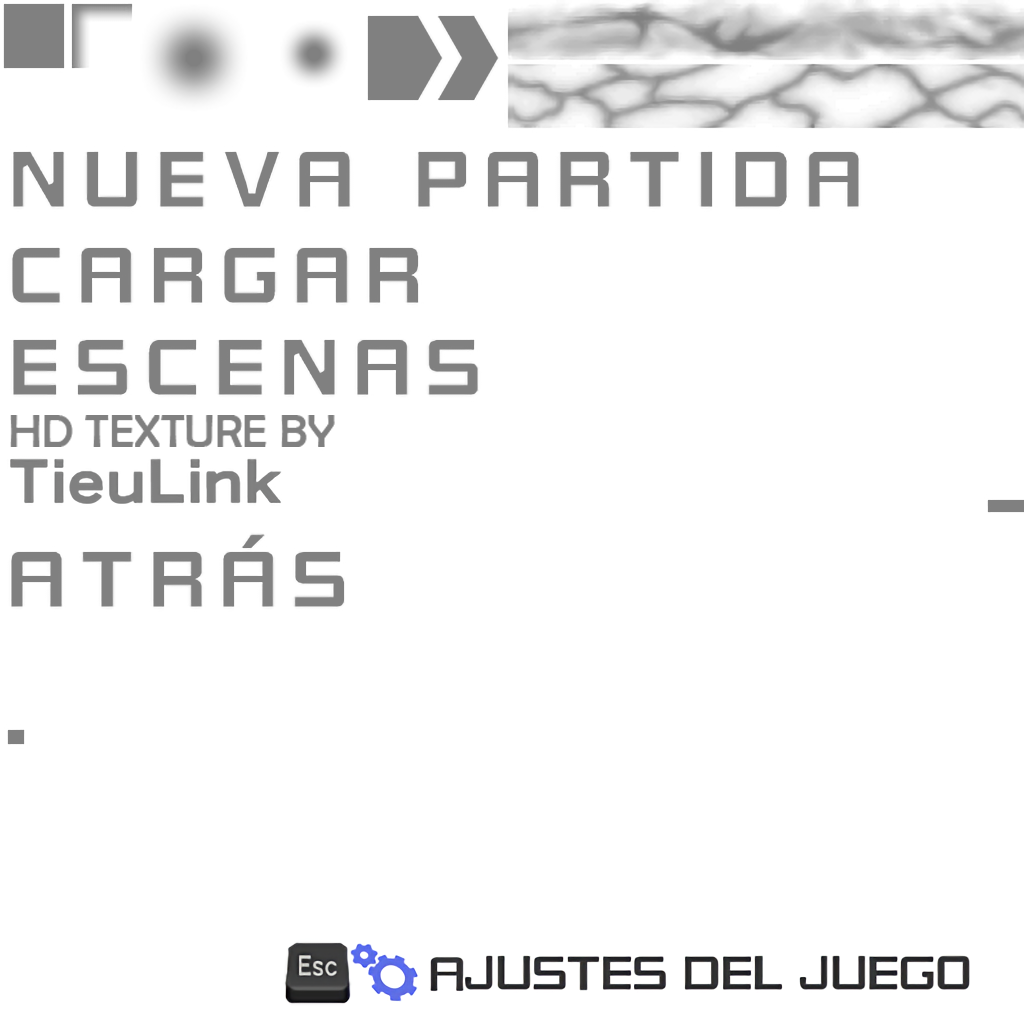 NUEVA PARTIDA
CARGAR
ESCENAS
HD TEXTURE BY
TieuLink
ATRÁS
Esc AJUSTES DEL JUEGO